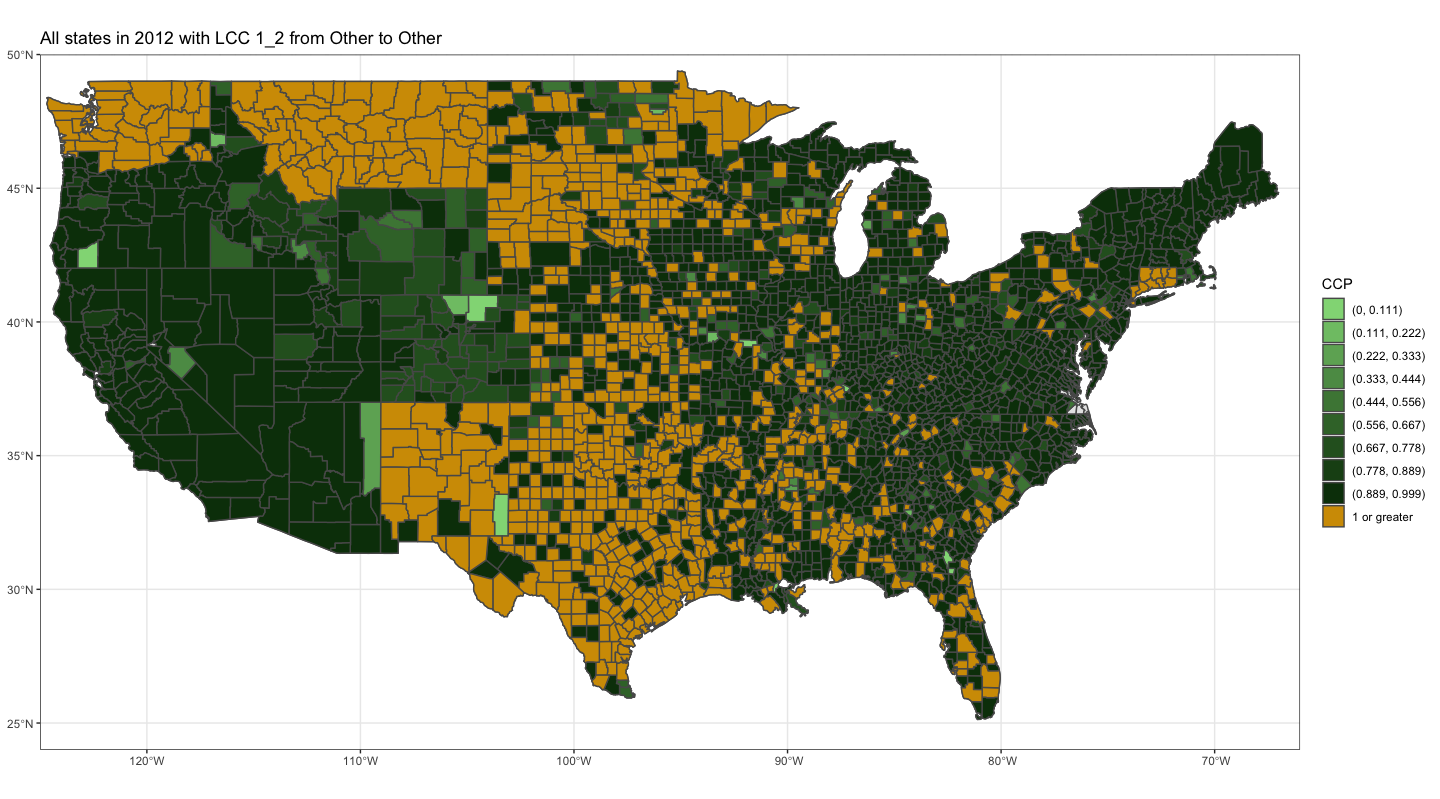 All states in 2012 with LCC 1_2 from Other to Other
50°N
45°N
40°N
35°N
30°N
25°N
120°W
110°W
100°W
90°W
80°W
70°W
CCP
(0, 0.111)
(0.111, 0.222)
(0.222, 0.333)
(0.333, 0.444)
(0.444, 0.556)
(0.556, 0.667)
(0.667, 0.778)
(0.778, 0.889)
(0.889, 0.999)
1 or greater